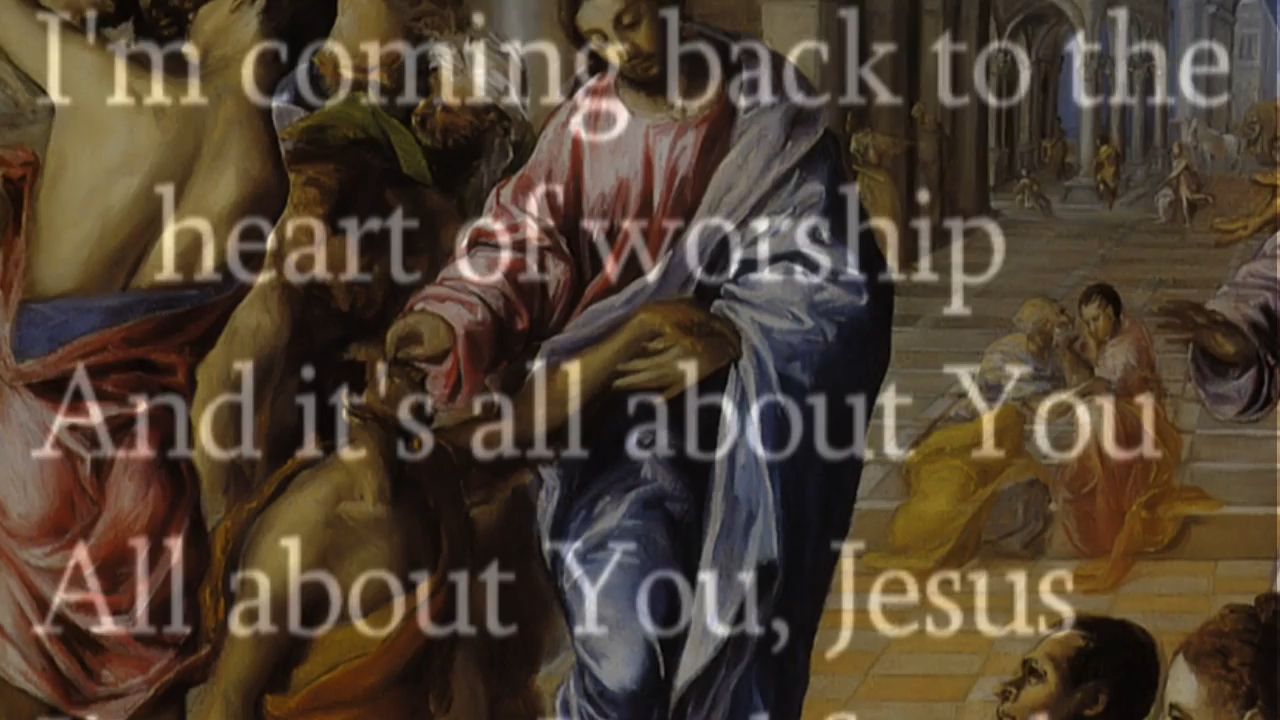 I'm coming back to the
heart of worship
And it's all about You
All about You, Jesus